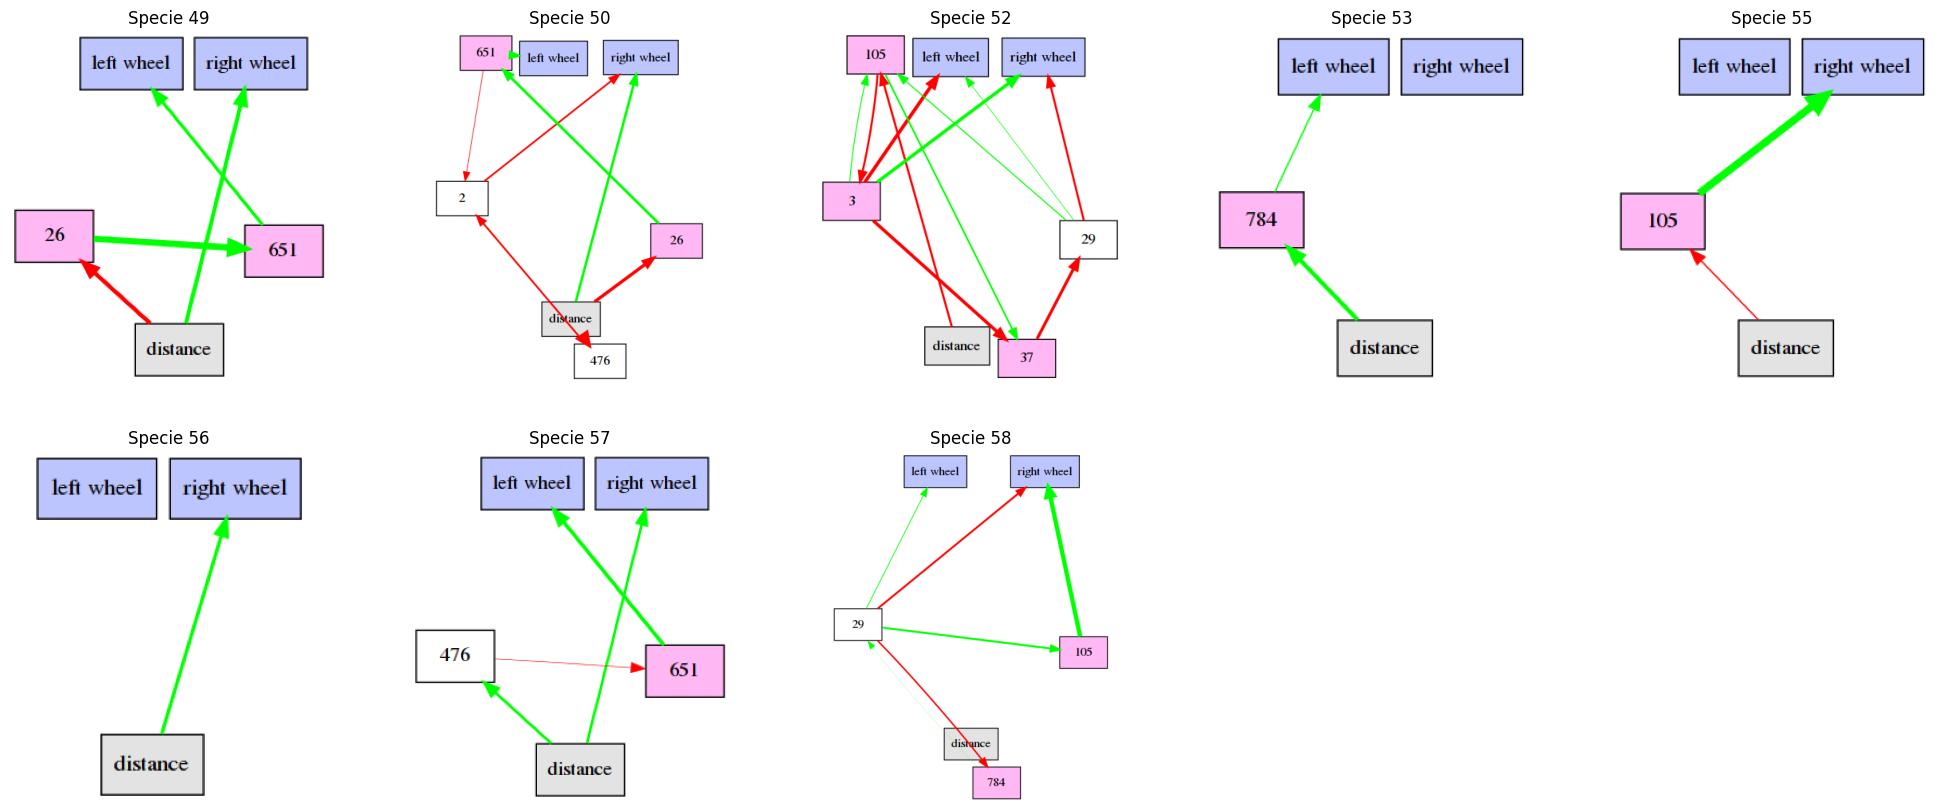 Specie 49
left wheel
right wheel
26
651
distance
Specie 50
651
left wheel
right wheel
2
26
distance
476
Specie 52
105
left wheel
right wheel
3
29
distance
37
Specie 53
left wheel
right wheel
784
distance
Specie 55
left wheel
right wheel
105
distance
Specie 56
left wheel
right wheel
distance
Specie 57
left wheel
right wheel
476
651
distance
Specie 58
left wheel
right wheel
29
105
distance
784